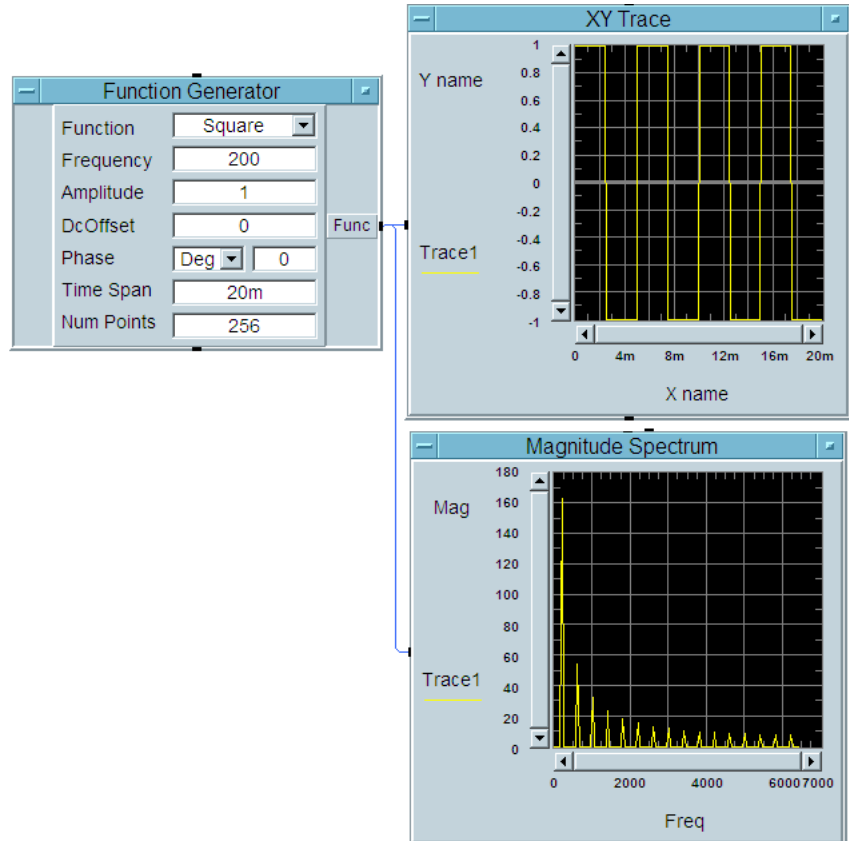 Function Generator
Function Square
Frequency 200
Amplitude 1
DcOffset 0
Phase Deg 0
Time Span 20m
Num Points 256
Func
XY Trace
Y name
Trace1
1
0.8
0.6
0.4
0.2
0
-0.2
-0.4
-0.6
-0.8
-1
0 4m 8m 12m 16m 20m
X name
Magnitude Spectrum
Mag
Trace1
180
160
140
120
100
80
60
40
20
0
0 2000 4000 6000 7000
Freq